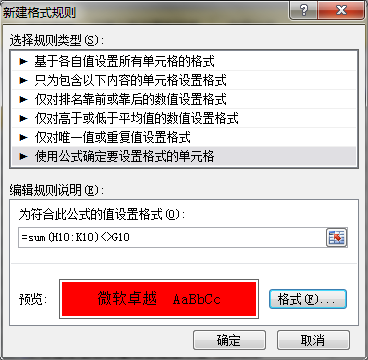 新建格式规则
选择规则类型(S):
► 基于各自值设置所有单元格的格式
► 只为包含以下内容的单元格设置格式
► 仅对排名靠前或靠后的数值设置格式
► 仅对高于或低于平均值的数值设置格式
► 仅对唯一值或重复值设置格式
► 使用公式确定要设置格式的单元格
编辑规则说明(E):
为符合此公式的值设置格式(O):
=sum(H10:K10)<>G10
预览: 微软卓越 AaBbCc 格式(F)...
确定 取消